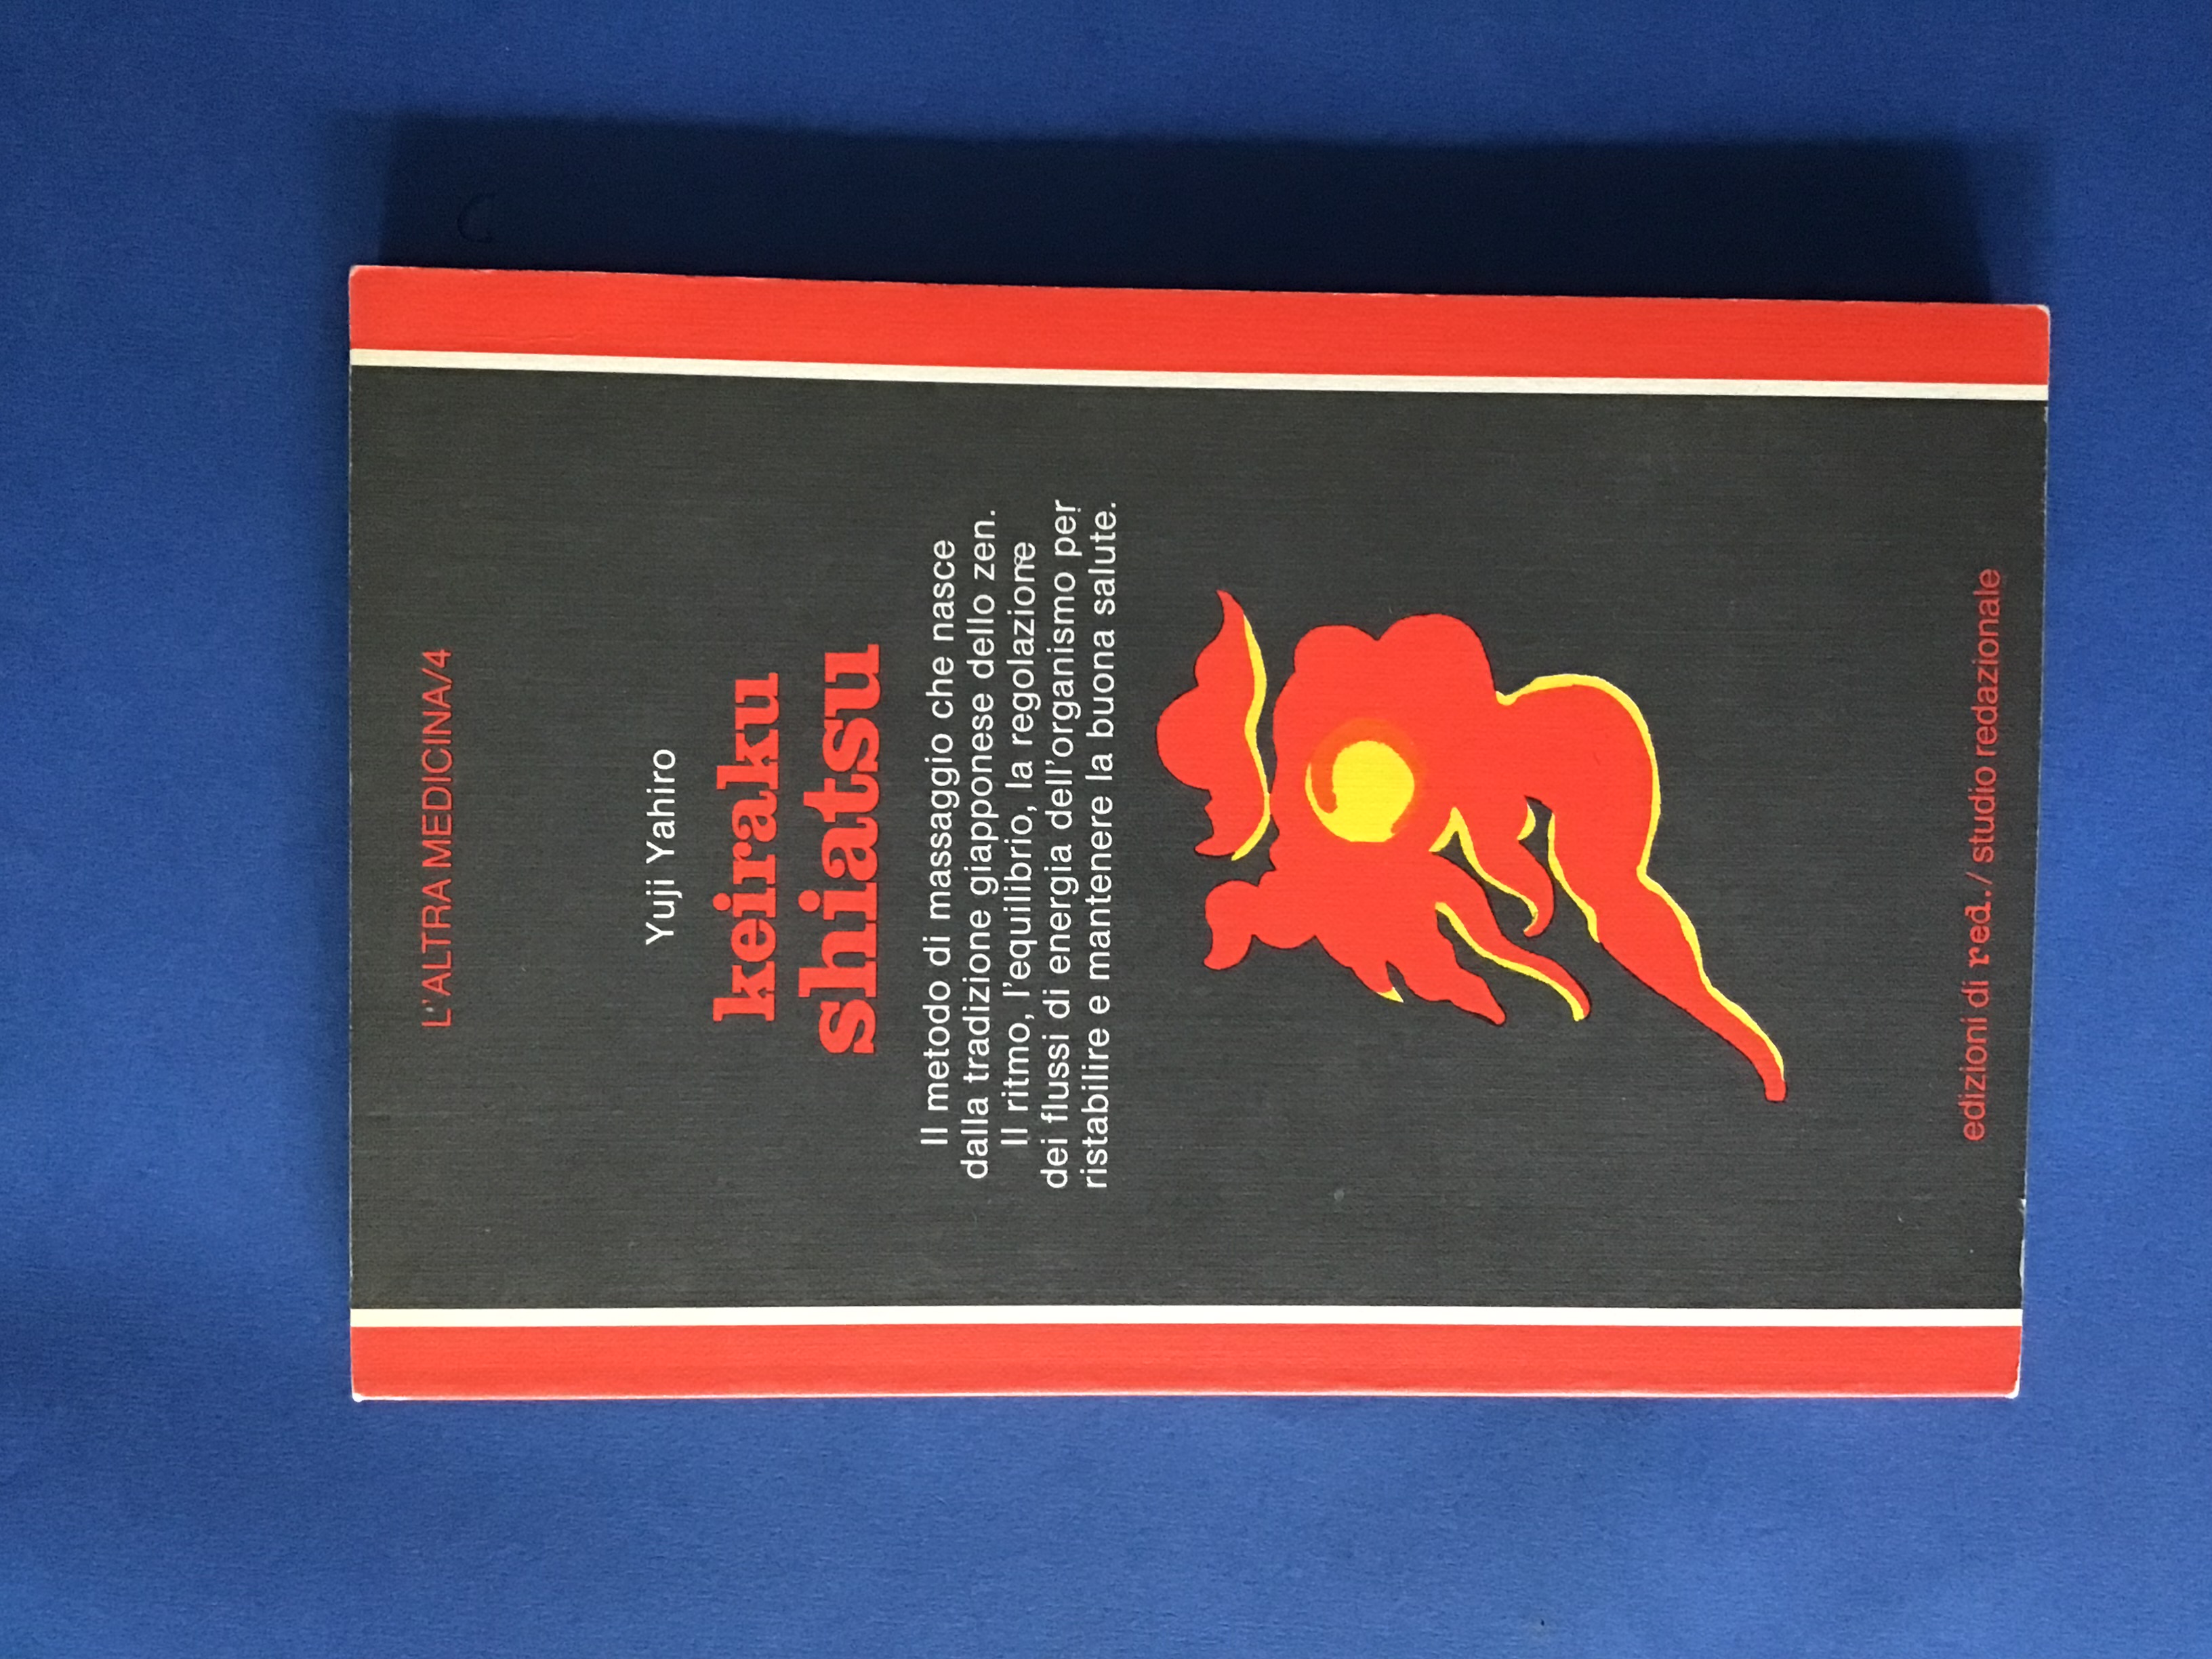 L'ALTRA MEDICINA/4
Yuji Yahiro
keiraku
shiatsu
Il metodo di massaggio che nasce
dalla tradizione giapponese dello zen.
Il ritmo, l'equilibrio, la regolazione
dei flussi di energia dell'organismo per
ristabilire e mantenere la buona salute.
edizioni di red./ studio redazionale